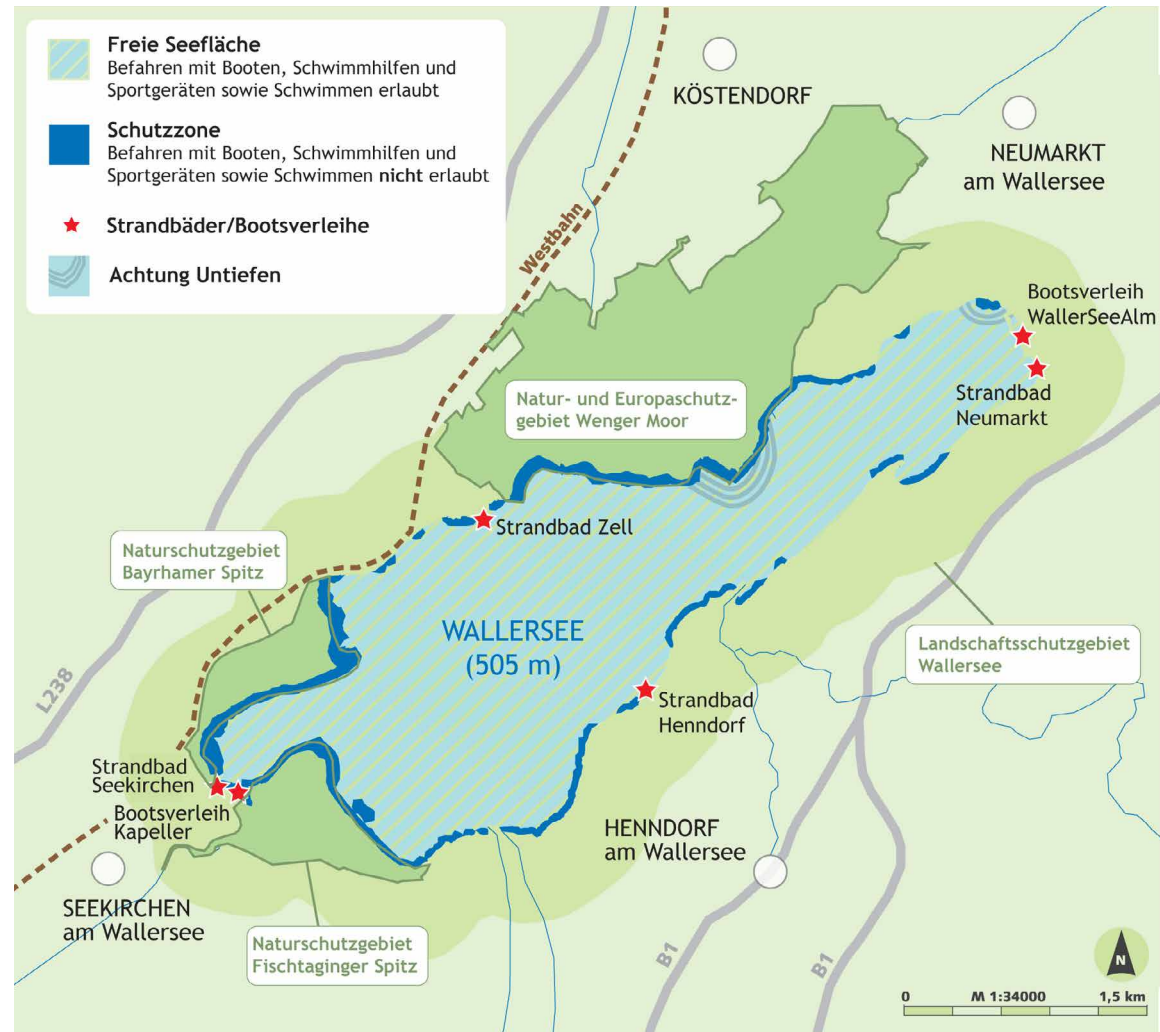 Freie Seefläche
Befahren mit Booten, Schwimmhilfen und
Sportgeräten sowie Schwimmen erlaubt
Schutzzone
Befahren mit Booten, Schwimmhilfen und
Sportgeräten sowie Schwimmen nicht erlaubt
Strandbäder/Bootsverleihe
Achtung Untiefen
KÖSTENDORF
NEUMARKT
am Wallersee
Westbahn
Bootsverleih
WallerSeeAlm
Strandbad
Neumarkt
Natur- und Europaschutz-
gebiet Wenger Moor
Strandbad Zell
Naturschutzgebiet
Bayrhamer Spitz
WALLERSEE
(505 m)
Landschaftsschutzgebiet
Wallersee
L238
Strandbad
Henndorf
Strandbad
Seekirchen
Bootsverleih
Kapeller
HENNDORF
am Wallersee
SEEKIRCHEN
am Wallersee
Naturschutzgebiet
Fischtaginger Spitz
B1
B1
N
0 M 1:34000 1,5 km